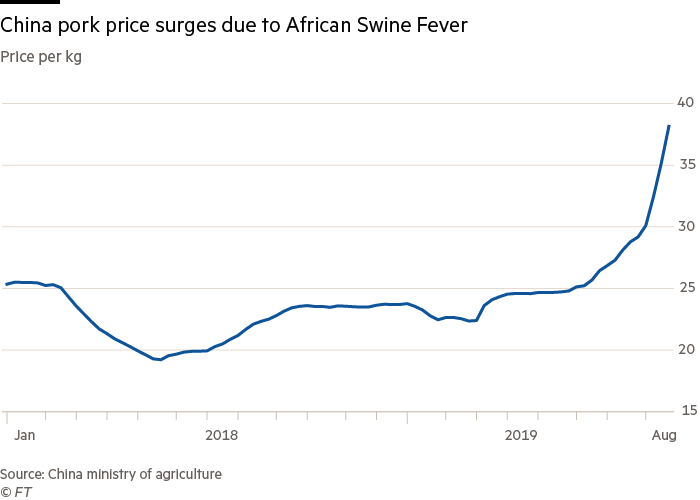 China pork price surges due to African Swine Fever
Price per kg
40
35
30
25
20
15
Jan 2018 2019 Aug
Source: China ministry of agriculture
© FT